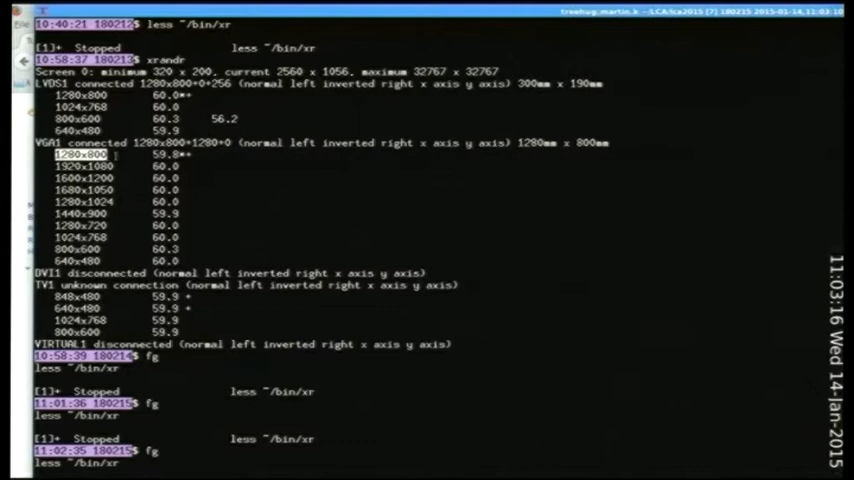 treehug:martin.k - ~/LCA/lca2015 [7] 180215 2015-01-14,11:03:18
10:40:21 180212$ less ~/bin/xr
[1]+  Stopped                 less ~/bin/xr
10:58:37 180213$ xrandr
Screen 0: minimum 320 x 200, current 2560 x 1056, maximum 32767 x 32767
LVDS1 connected 1280x800+0+256 (normal left inverted right x axis y axis) 300mm x 190mm
1280x800       60.0*+
1024x768       60.0
800x600        60.3     56.2
640x480        59.9
VGA1 connected 1280x800+1280+0 (normal left inverted right x axis y axis) 1280mm x 800mm
1280x800       59.8*+
1920x1080      60.0
1600x1200      60.0
1680x1050      60.0
1280x1024      60.0
1440x900       59.9
1280x720       60.0
1024x768       60.0
800x600        60.3
640x480        60.0
DVI1 disconnected (normal left inverted right x axis y axis)
TV1 unknown connection (normal left inverted right x axis y axis)
848x480        59.9 +
640x480        59.9 +
1024x768       59.9
800x600        59.9
VIRTUAL1 disconnected (normal left inverted right x axis y axis)
10:58:39 180214$ fg
less ~/bin/xr
[1]+  Stopped                 less ~/bin/xr
11:01:36 180215$ fg
less ~/bin/xr
[1]+  Stopped                 less ~/bin/xr
11:02:35 180215$ fg
less ~/bin/xr
11:03:16 Wed 14-Jan-2015